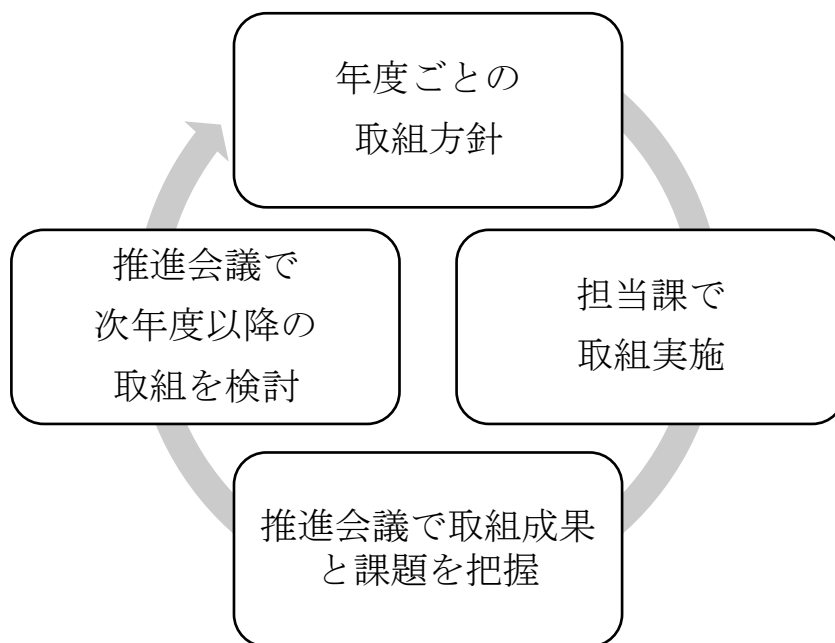 年度ごとの
取組方針
担当課で
取組実施
推進会議で取組成果
と課題を把握
推進会議で
次年度以降の
取組を検討